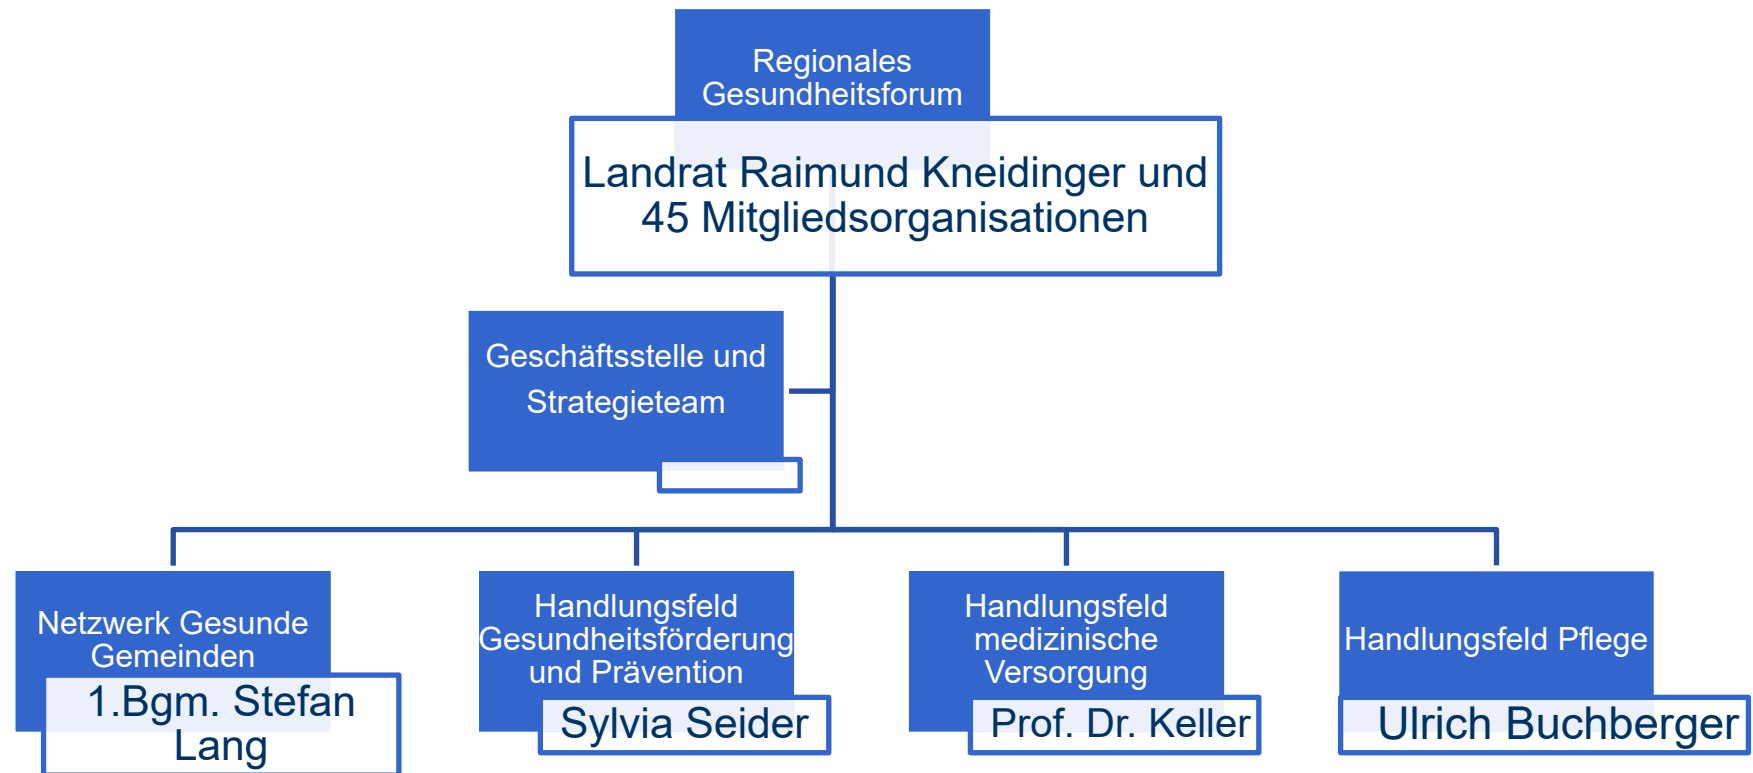 Regionales
Gesundheitsforum
Landrat Raimund Kneidinger und
45 Mitgliedsorganisationen
Geschäftsstelle und
Strategieteam
Netzwerk Gesunde
Gemeinden
1.Bgm. Stefan
Lang
Handlungsfeld
Gesundheitsförderung
und Prävention
Sylvia Seider
Handlungsfeld
medizinische
Versorgung
Prof. Dr. Keller
Handlungsfeld Pflege
Ulrich Buchberger